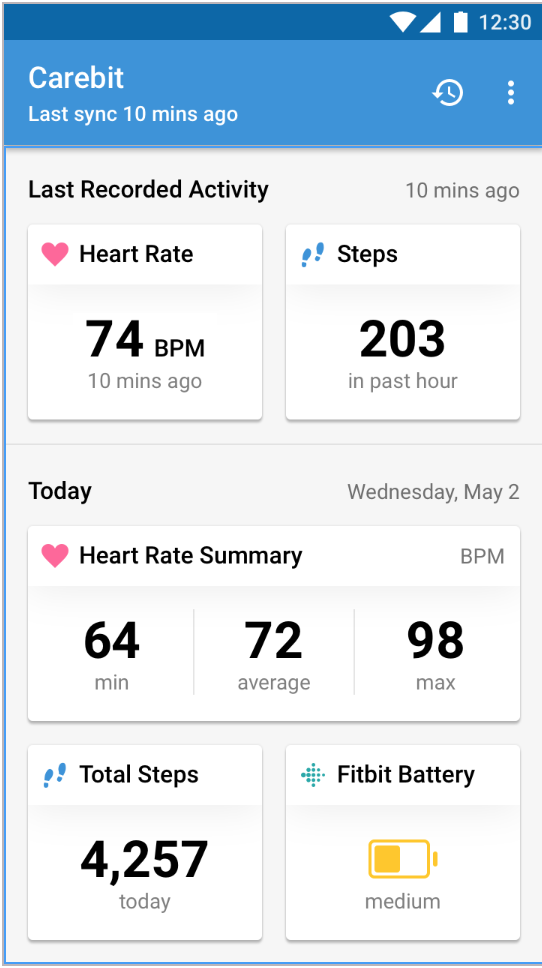 12:30
Carebit
Last sync 10 mins ago
Last Recorded Activity 10 mins ago
Heart Rate
74 BPM
10 mins ago
Steps
203
in past hour
Today Wednesday, May 2
Heart Rate Summary BPM
64 72 98
min average max
Total Steps
4,257
today
Fitbit Battery
medium